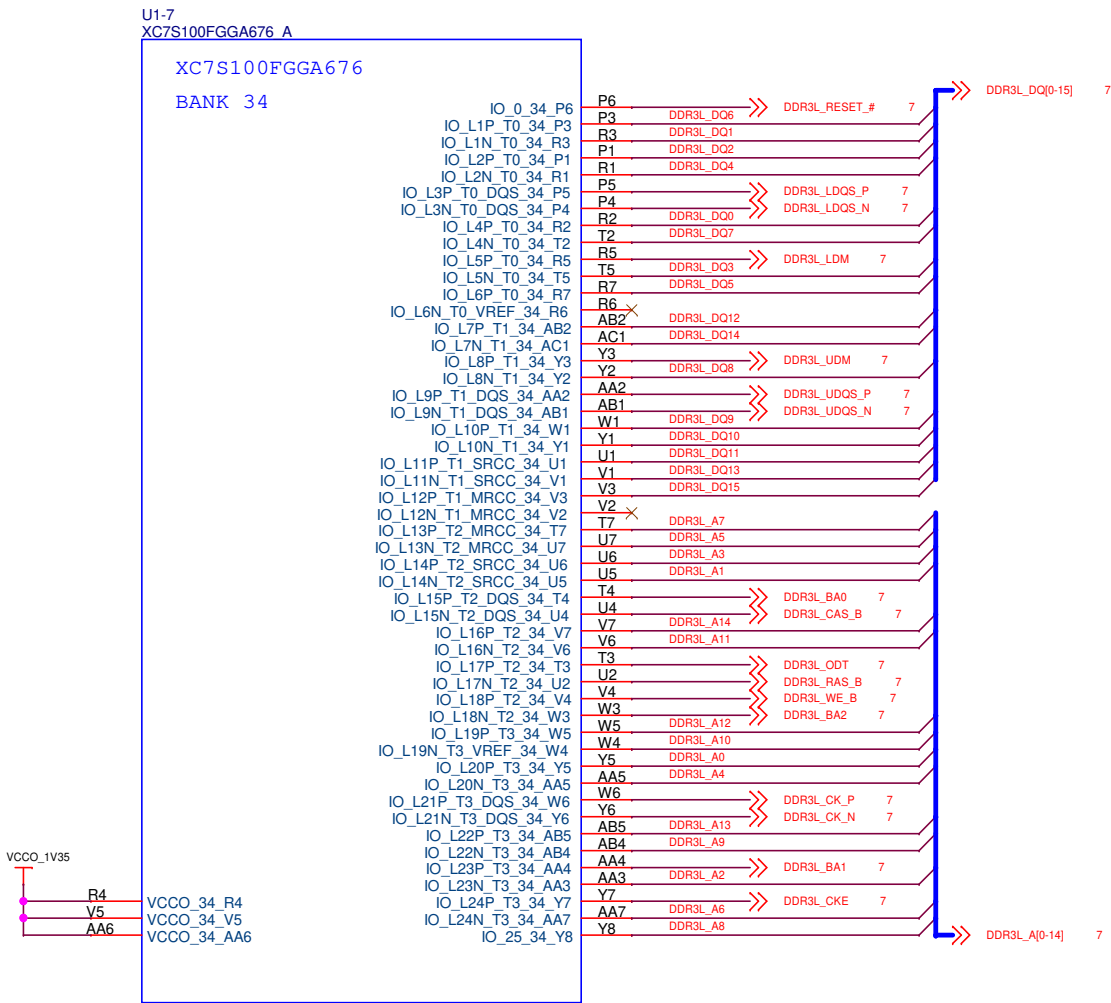 U1-7
XC7S100FGGA676_A
XC7S100FGGA676
BANK 34
DDR3L_DQ[0-15] 7
IO_0_34_P6 P6 DDR3L_RESET_# 7
IO_L1P_T0_34_P3 P3 DDR3L_DQ6
IO_L1N_T0_34_R3 R3 DDR3L_DQ1
IO_L2P_T0_34_P1 P1 DDR3L_DQ2
IO_L2N_T0_34_R1 R1 DDR3L_DQ4
IO_L3P_T0_DQS_34_P5 P5 DDR3L_LDQS_P 7
IO_L3N_T0_DQS_34_P4 P4 DDR3L_LDQS_N 7
IO_L4P_T0_34_R2 R2 DDR3L_DQ0
IO_L4N_T0_34_T2 T2 DDR3L_DQ7
IO_L5P_T0_34_R5 R5 DDR3L_LDM 7
IO_L5N_T0_34_T5 T5 DDR3L_DQ3
IO_L6P_T0_34_R7 R7 DDR3L_DQ5
IO_L6N_T0_VREF_34_R6 R6
IO_L7P_T1_34_AB2 AB2 DDR3L_DQ12
IO_L7N_T1_34_AC1 AC1 DDR3L_DQ14
IO_L8P_T1_34_Y3 Y3 DDR3L_UDM 7
IO_L8N_T1_34_Y2 Y2 DDR3L_DQ8
IO_L9P_T1_DQS_34_AA2 AA2 DDR3L_UDQS_P 7
IO_L9N_T1_DQS_34_AB1 AB1 DDR3L_UDQS_N 7
IO_L10P_T1_34_W1 W1 DDR3L_DQ9
IO_L10N_T1_34_Y1 Y1 DDR3L_DQ10
IO_L11P_T1_SRCC_34_U1 U1 DDR3L_DQ11
IO_L11N_T1_SRCC_34_V1 V1 DDR3L_DQ13
IO_L12P_T1_MRCC_34_V3 V3 DDR3L_DQ15
IO_L12N_T1_MRCC_34_V2 V2
IO_L13P_T2_MRCC_34_T7 T7 DDR3L_A7
IO_L13N_T2_MRCC_34_U7 U7 DDR3L_A5
IO_L14P_T2_SRCC_34_U6 U6 DDR3L_A3
IO_L14N_T2_SRCC_34_U5 U5 DDR3L_A1
IO_L15P_T2_DQS_34_T4 T4 DDR3L_BA0 7
IO_L15N_T2_DQS_34_U4 U4 DDR3L_CAS_B 7
IO_L16P_T2_34_V7 V7 DDR3L_A14
IO_L16N_T2_34_V6 V6 DDR3L_A11
IO_L17P_T2_34_T3 T3 DDR3L_ODT 7
IO_L17N_T2_34_U2 U2 DDR3L_RAS_B 7
IO_L18P_T2_34_V4 V4 DDR3L_WE_B 7
IO_L18N_T2_34_W3 W3 DDR3L_BA2 7
IO_L19P_T3_34_W5 W5 DDR3L_A12
IO_L19N_T3_VREF_34_W4 W4 DDR3L_A10
IO_L20P_T3_34_Y5 Y5 DDR3L_A0
IO_L20N_T3_34_AA5 AA5 DDR3L_A4
IO_L21P_T3_DQS_34_W6 W6 DDR3L_CK_P 7
IO_L21N_T3_DQS_34_Y6 Y6 DDR3L_CK_N 7
IO_L22P_T3_34_AB5 AB5 DDR3L_A13
IO_L22N_T3_34_AB4 AB4 DDR3L_A9
IO_L23P_T3_34_AA4 AA4 DDR3L_BA1 7
IO_L23N_T3_34_AA3 AA3 DDR3L_A2
IO_L24P_T3_34_Y7 Y7 DDR3L_CKE 7
IO_L24N_T3_34_AA7 AA7 DDR3L_A6
IO_25_34_Y8 Y8 DDR3L_A8
DDR3L_A[0-14] 7
VCCO_1V35
R4 VCCO_34_R4
V5 VCCO_34_V5
AA6 VCCO_34_AA6